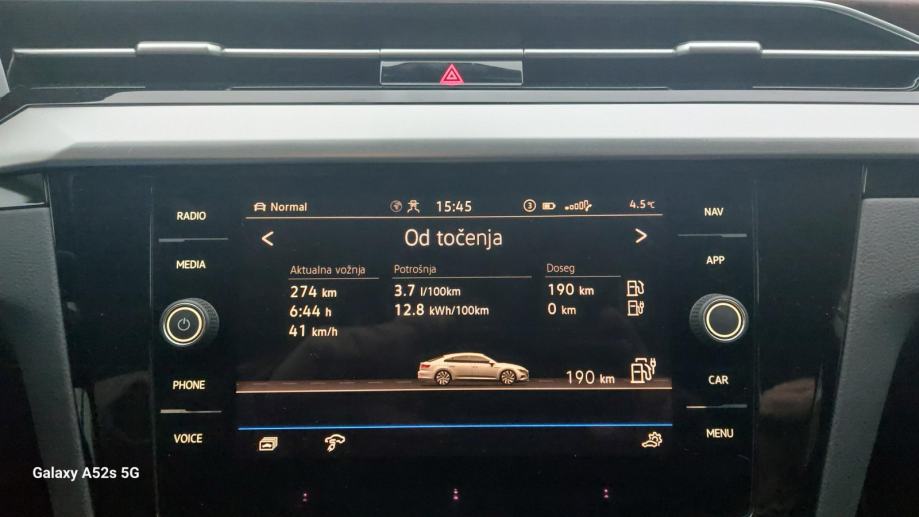 RADIO
MEDIA
PHONE
VOICE
Normal
15:45
3
4.5 °C
< Od točenja >
Aktualna vožnja
274 km
6:44 h
41 km/h
Potrošnja
3.7 l/100km
12.8 kWh/100km
Doseg
190 km
0 km
190 km
NAV
APP
CAR
MENU
Galaxy A52s 5G